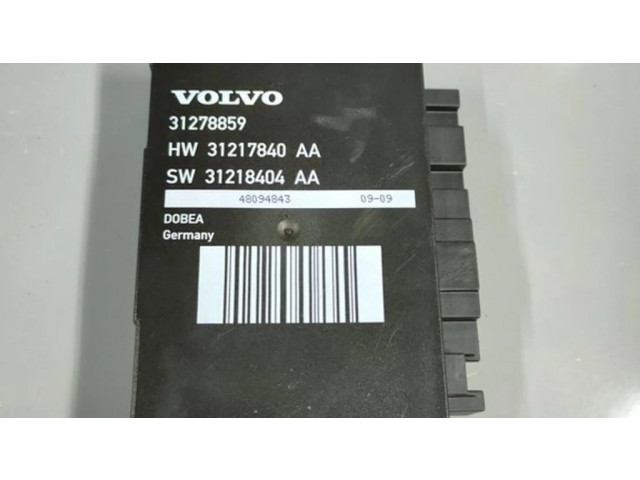 VOLVO
31278859
HW 31217840 AA
SW 31218404 AA
48094843 09-09
DOBEA
Germany